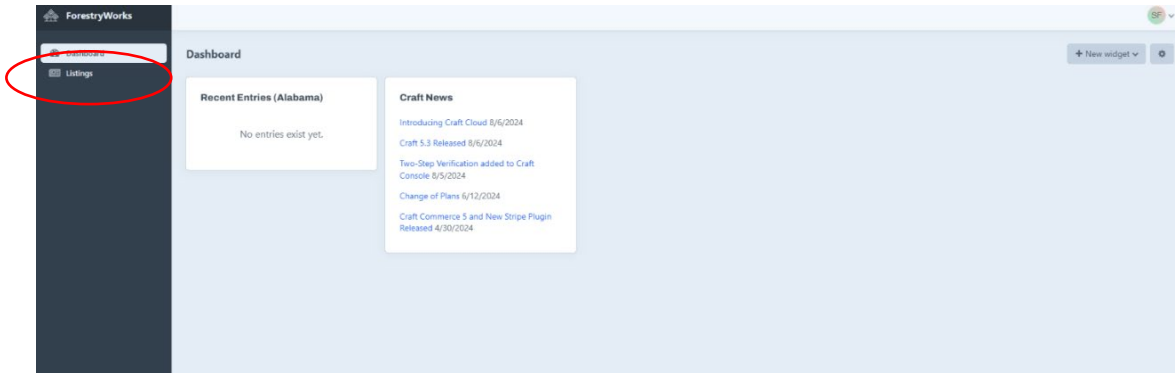 ForestryWorks
SF
Dashboard
Listings
Dashboard
+ New widget
Recent Entries (Alabama)
No entries exist yet.
Craft News
Introducing Craft Cloud 8/6/2024
Craft 5.3 Released 8/6/2024
Two-Step Verification added to Craft
Console 8/5/2024
Change of Plans 6/12/2024
Craft Commerce 5 and New Stripe Plugin
Released 4/30/2024